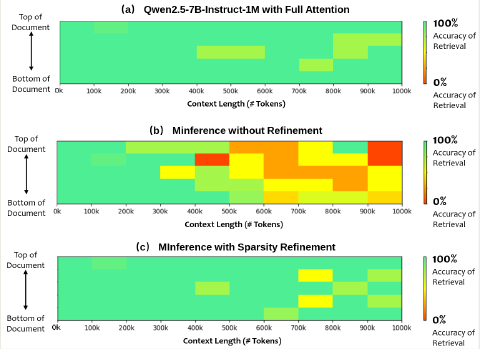 (a) Qwen2.5-7B-Instruct-1M with Full Attention
Top of
Document
Bottom of
Document
100%
Accuracy of
Retrieval
0%
Accuracy of
Retrieval
0k 100k 200k 300k 400k 500k 600k 700k 800k 900k 1000k
Context Length (# Tokens)
(b) Minference without Refinement
Top of
Document
Bottom of
Document
100%
Accuracy of
Retrieval
0%
Accuracy of
Retrieval
0k 100k 200k 300k 400k 500k 600k 700k 800k 900k 1000k
Context Length (# Tokens)
(c) MInference with Sparsity Refinement
Top of
Document
Bottom of
Document
100%
Accuracy of
Retrieval
0%
Accuracy of
Retrieval
0k 100k 200k 300k 400k 500k 600k 700k 800k 900k 1000k
Context Length (# Tokens)